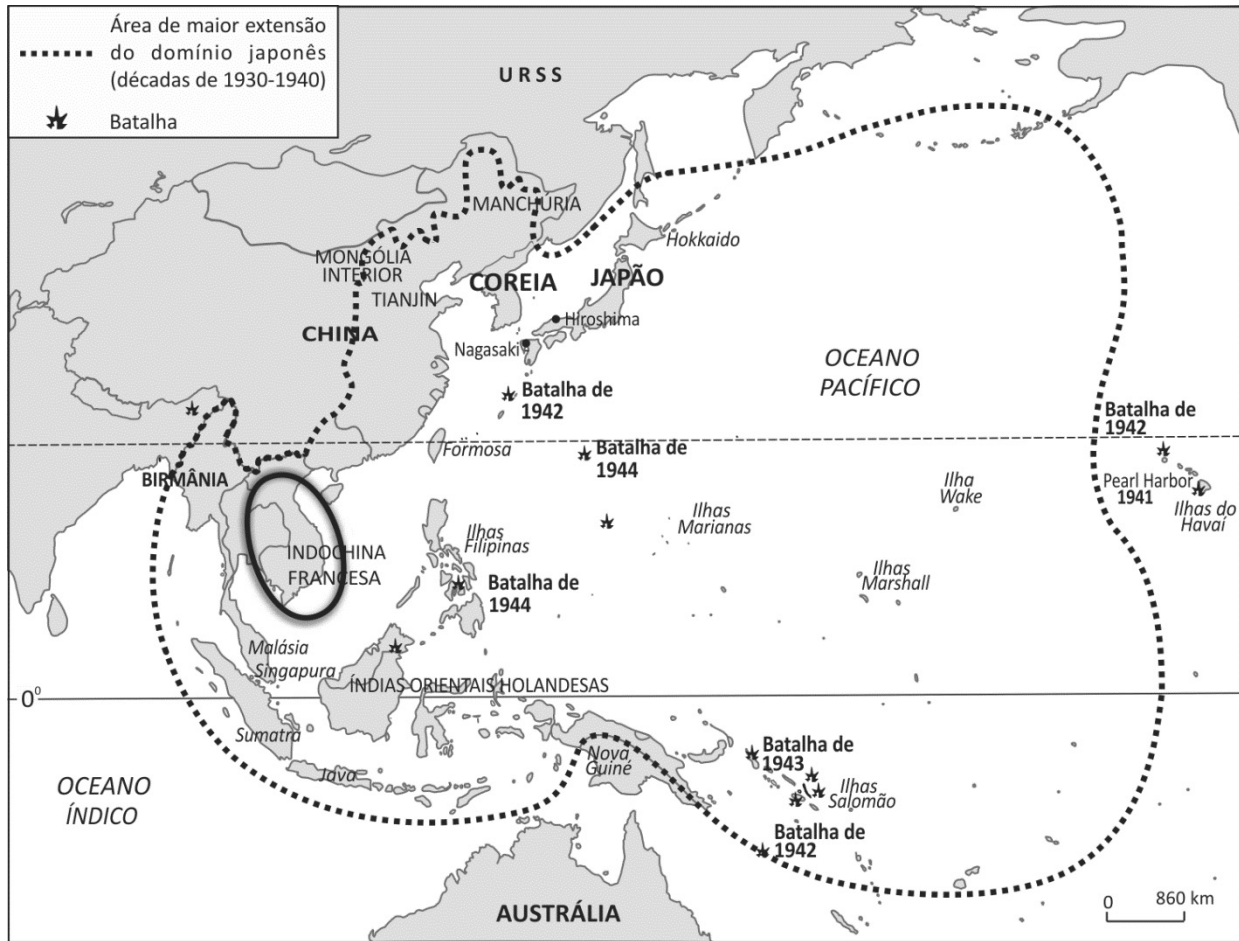 Área de maior extensão
do domínio japonês
(décadas de 1930-1940)
Batalha
URSS
MANCHÚRIA
Hokkaido
MONGÓLIA
INTERIOR
TIANJIN
COREIA
JAPÃO
CHINA
Hiroshima
Nagasaki
OCEANO
PACÍFICO
Batalha de
1942
Batalha de
1942
Formosa
Batalha de
1944
BIRMÂNIA
Pearl Harbor
1941
Ilhas do
Havaí
Ilha
Wake
Ilhas
Marianas
Ilhas
Filipinas
INDOCHINA
FRANCESA
Ilhas
Marshall
Batalha de
1944
Malásia
Singapura
ÍNDIAS ORIENTAIS HOLANDESAS
0°
Sumatra
Java
Nova
Guiné
Batalha de
1943
Ilhas
Salomão
OCEANO
ÍNDICO
Batalha de
1942
AUSTRÁLIA
0 860 km